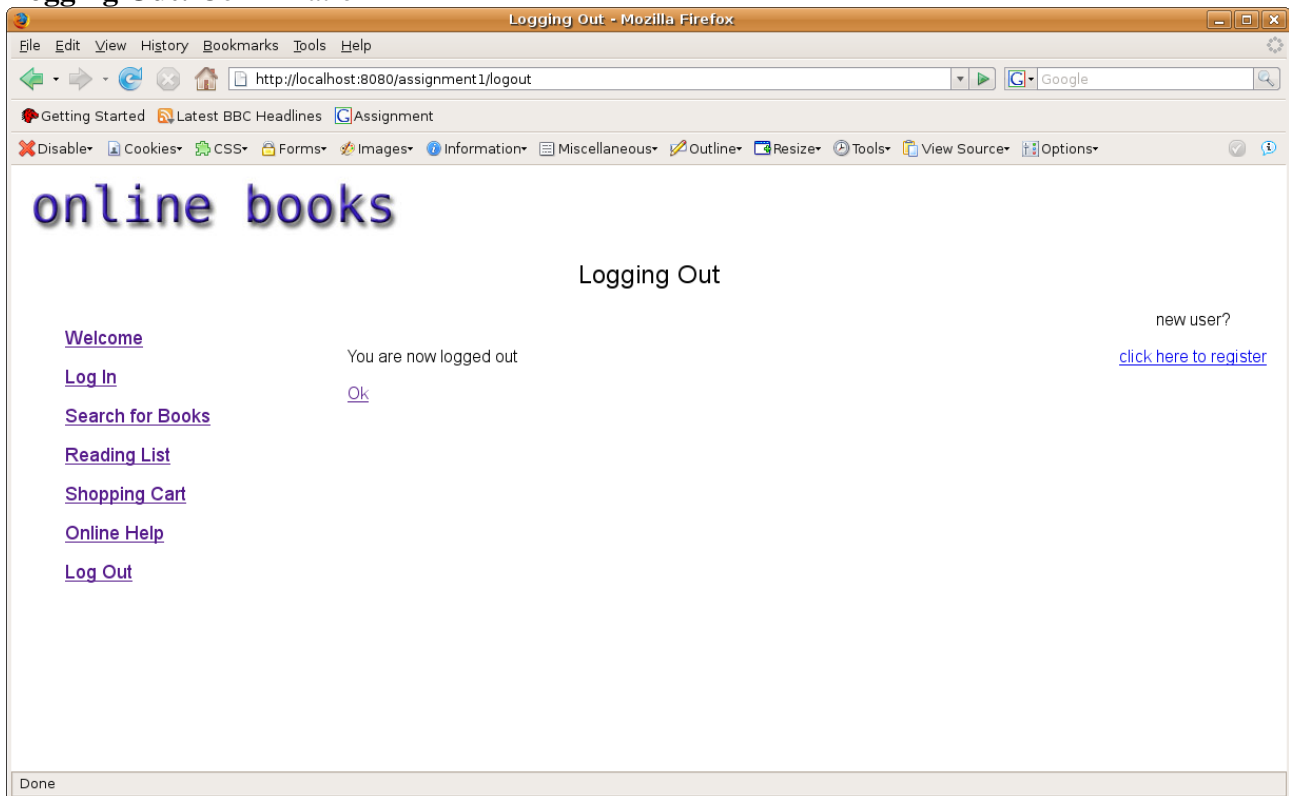 Logging Out - Mozilla Firefox
File Edit View History Bookmarks Tools Help
http://localhost:8080/assignment1/logout
G Google
Getting Started Latest BBC Headlines G Assignment
Disable Cookies CSS Forms Images Information Miscellaneous Outline Resize Tools View Source Options
online books
Logging Out
new user?
click here to register
Welcome
Log In
Search for Books
Reading List
Shopping Cart
Online Help
Log Out
You are now logged out
Ok
Done